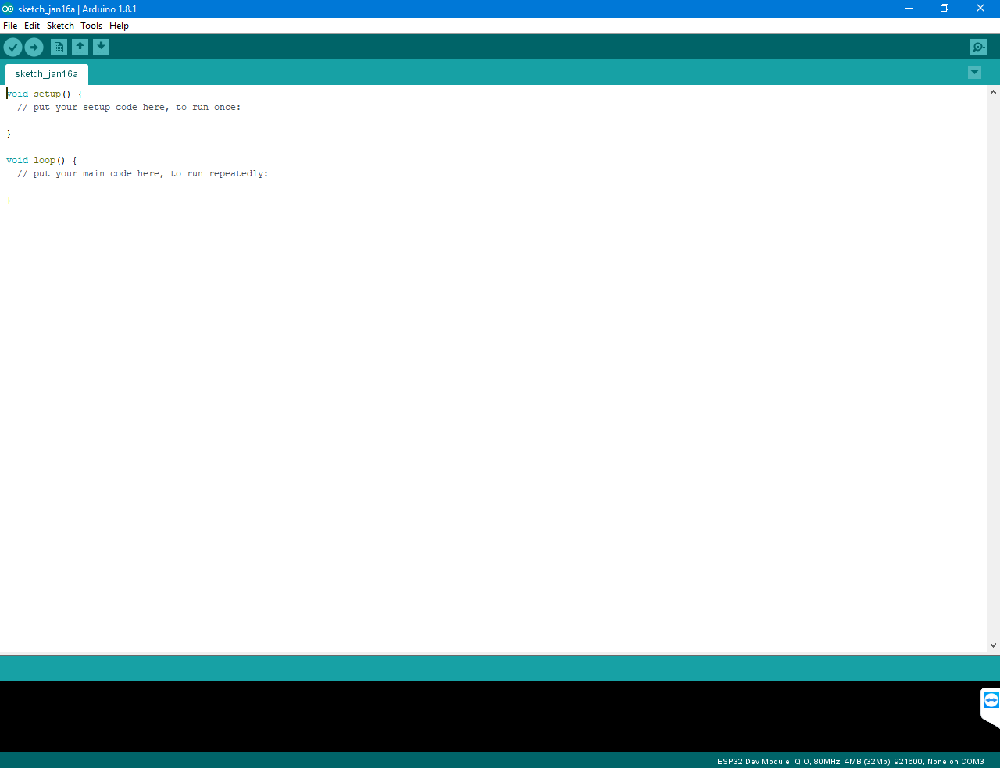 sketch_jan16a | Arduino 1.8.1
File Edit Sketch Tools Help
sketch_jan16a
void setup() {
  // put your setup code here, to run once:
}
void loop() {
  // put your main code here, to run repeatedly:
}
ESP32 Dev Module, QIO, 80MHz, 4MB (32Mb), 921600, None on COM3